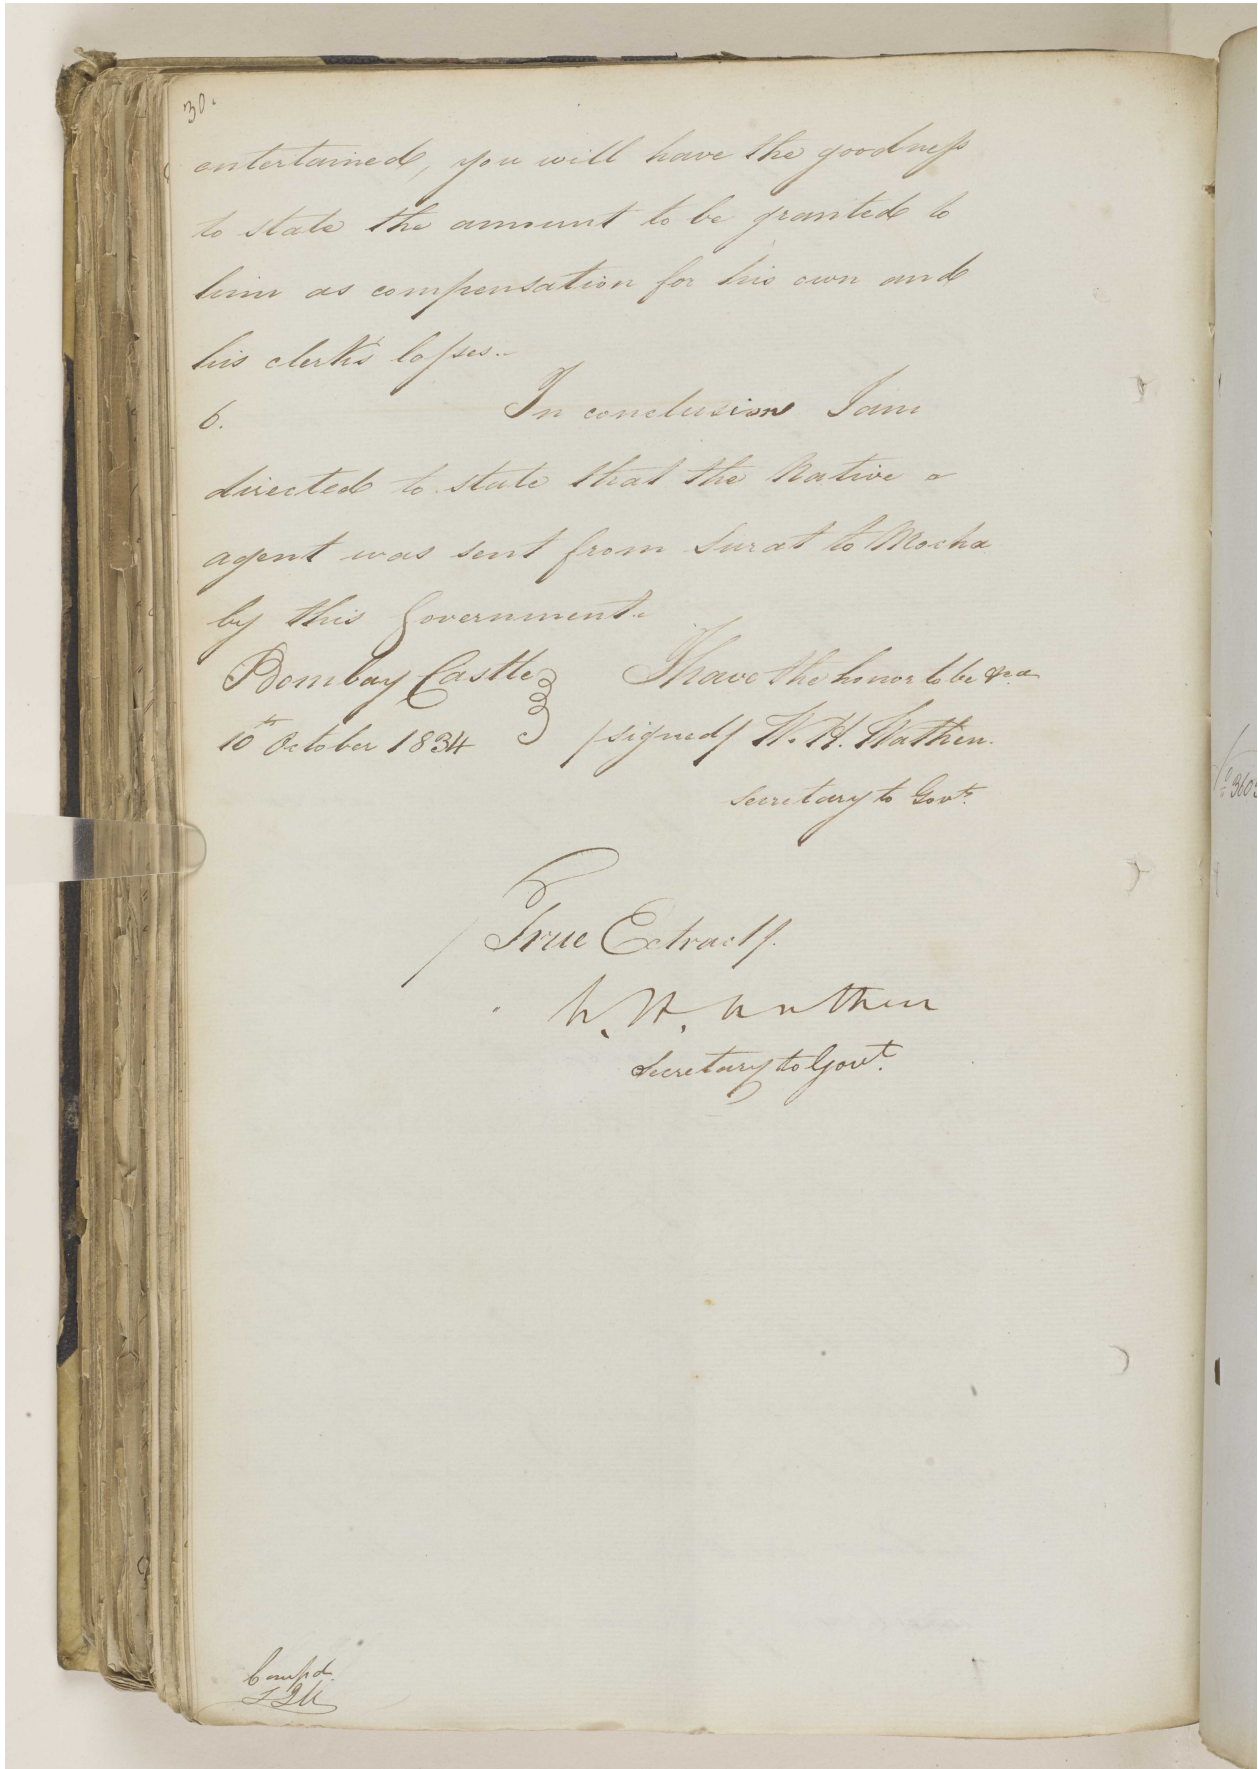 30.
entertained, you will have the goodness
to state the amount to be granted to
him as compensation for his own and
his clerk's losses.
6. In conclusion I am
directed to state that the Native
agent was sent from Surat to Mocha
by this Government.
Bombay Castle I have the honor to be &ca
10th October 1834 /signed/ W. H. Wathen.
Secretary to Govt.
/True Extract/.
W. H. Wathen
Secretary to Govt.
Compd.
No 3603